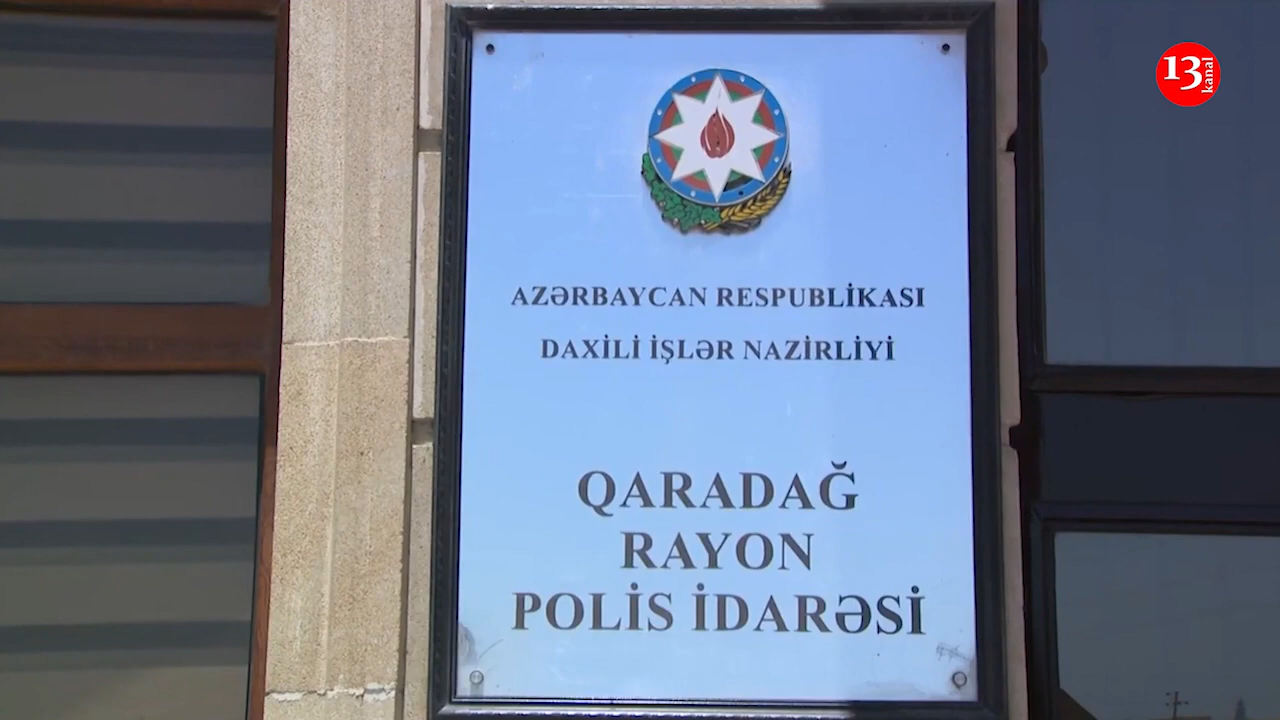 13 kanal
AZƏRBAYCAN RESPUBLİKASI
DAXİLİ İŞLƏR NAZİRLİYİ
QARADAĞ
RAYON
POLİS İDARƏSİ